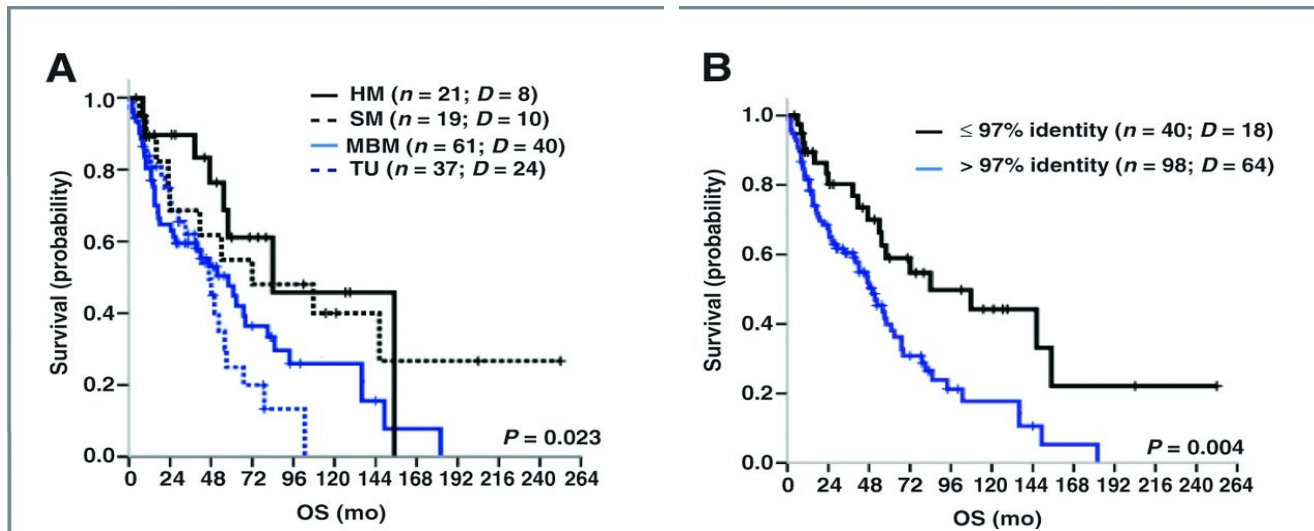 A
HM (n = 21; D = 8)
SM (n = 19; D = 10)
MBM (n = 61; D = 40)
TU (n = 37; D = 24)
Survival (probability)
1.0
0.8
0.6
0.4
0.2
0.0
P = 0.023
0 24 48 72 96 120 144 168 192 216 240 264
OS (mo)
B
≤ 97% identity (n = 40; D = 18)
> 97% identity (n = 98; D = 64)
Survival (probability)
1.0
0.8
0.6
0.4
0.2
0.0
P = 0.004
0 24 48 72 96 120 144 168 192 216 240 264
OS (mo)